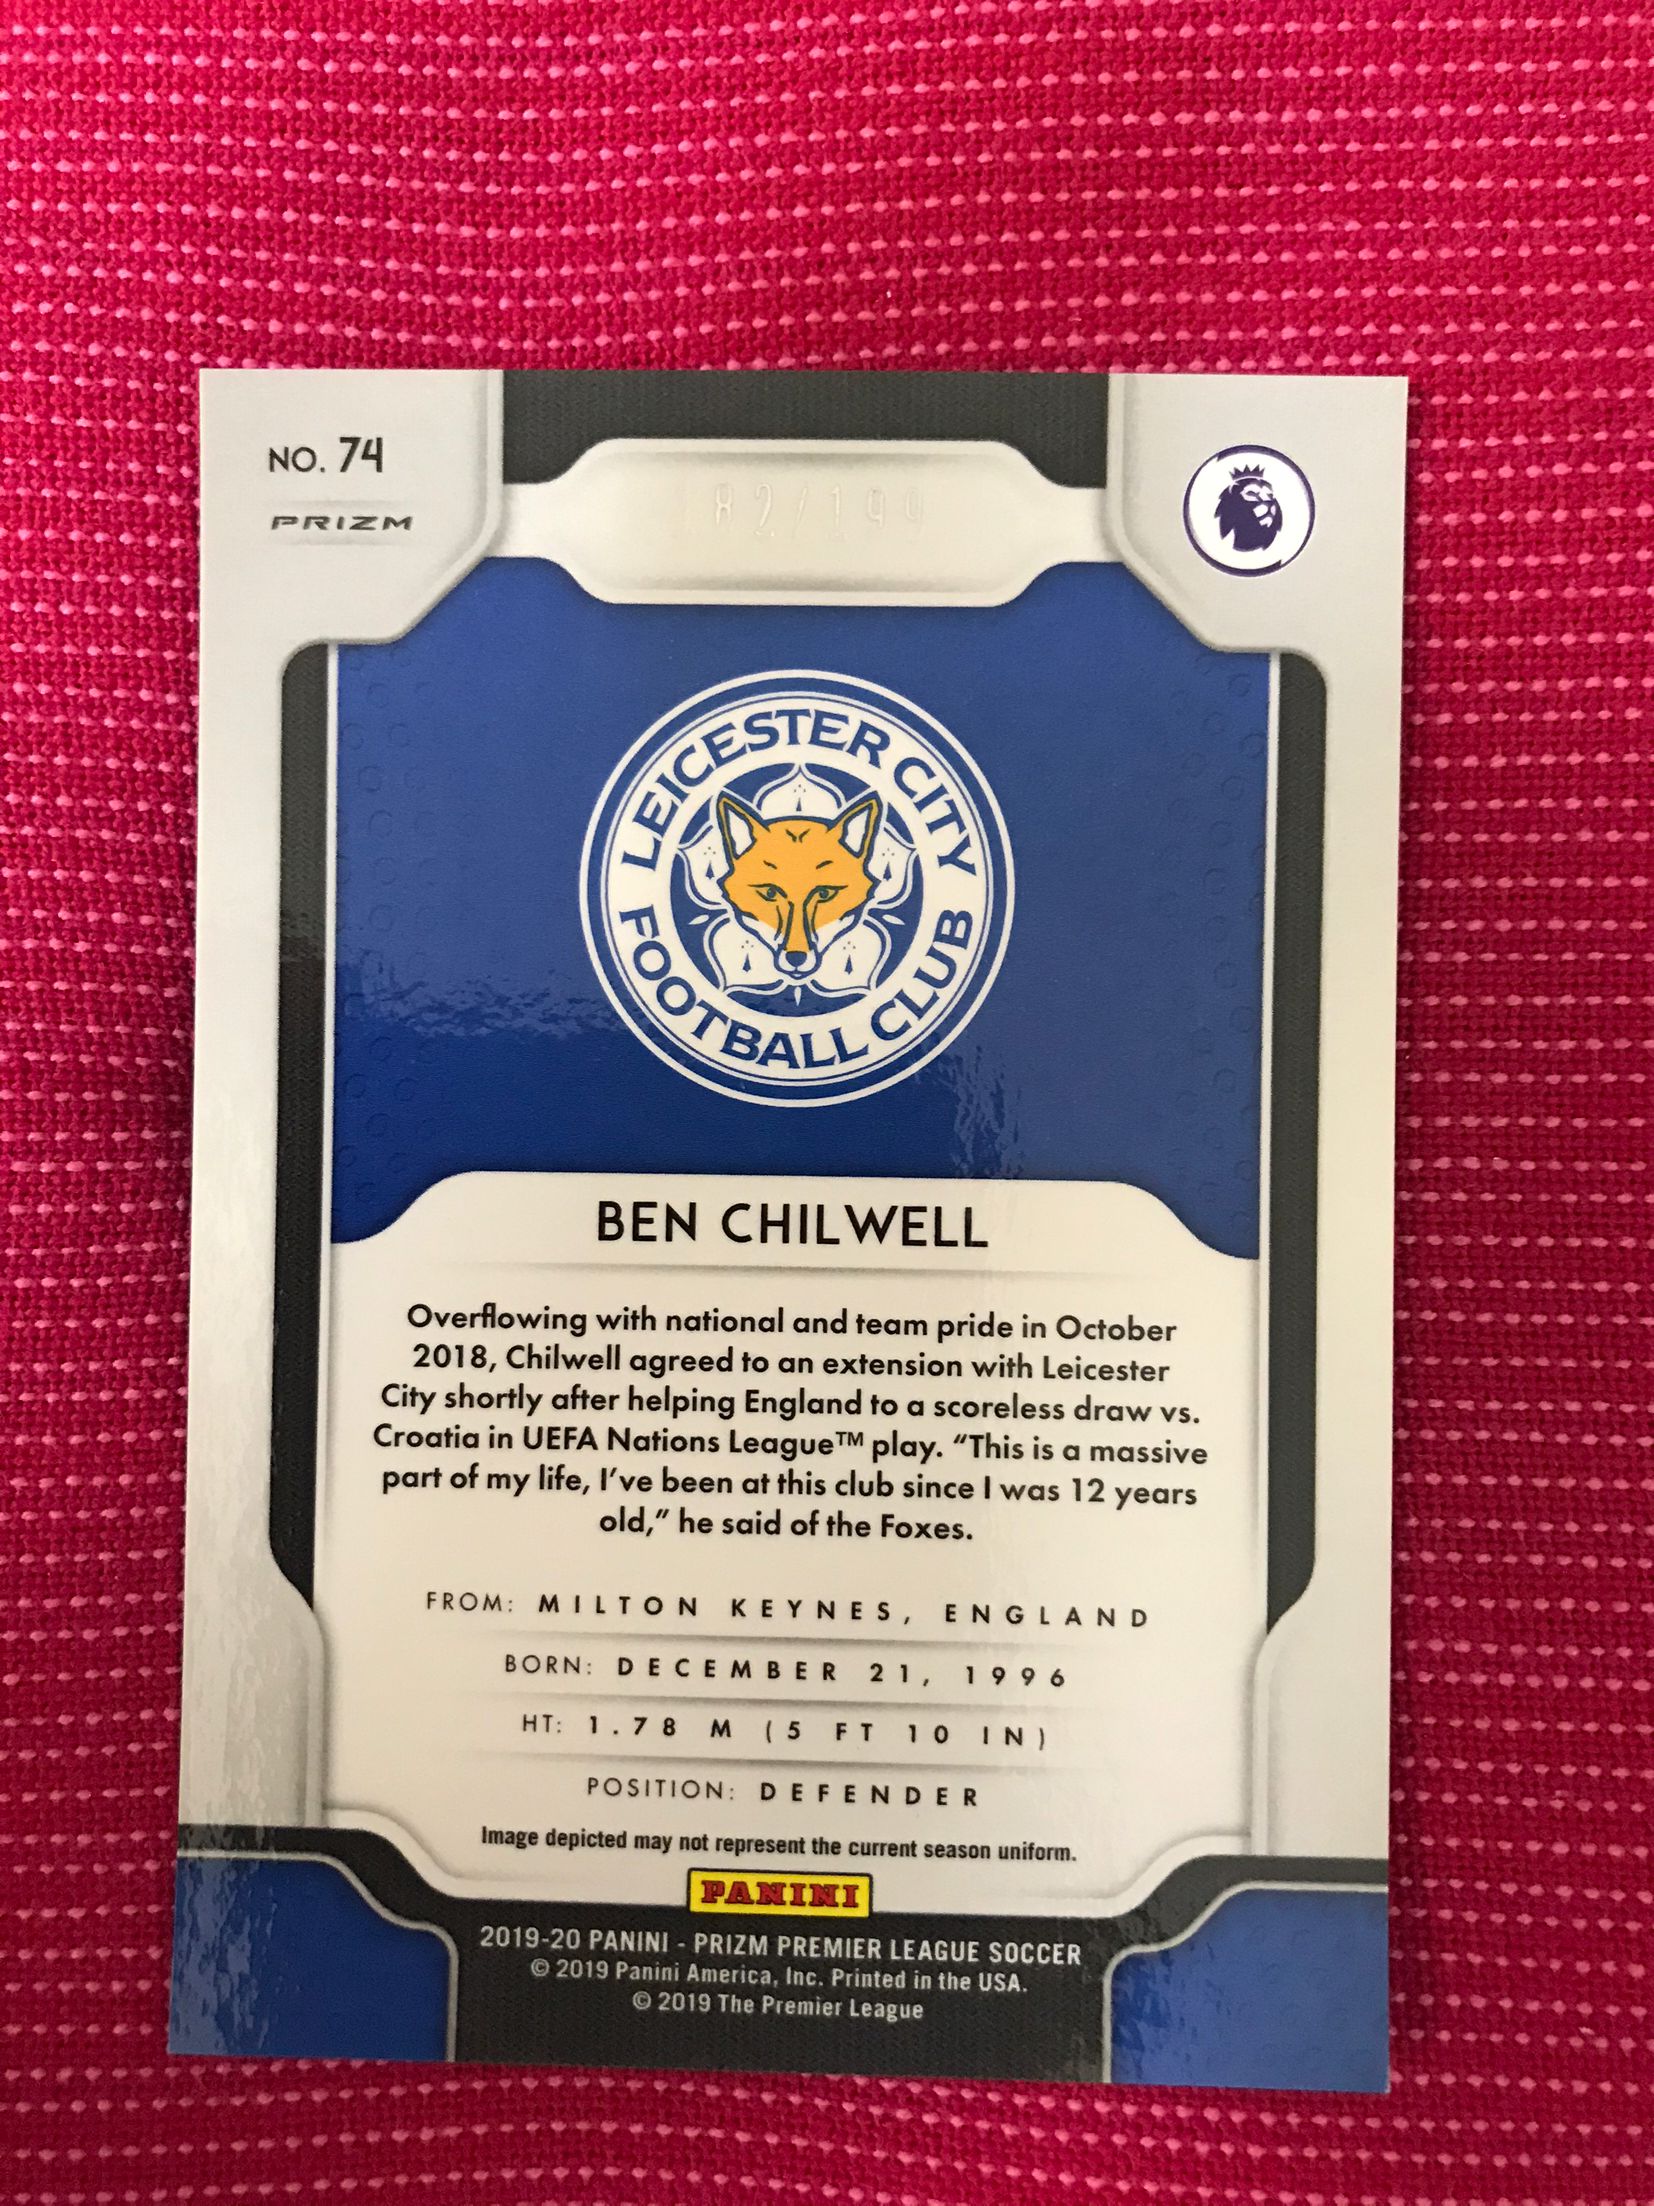 NO. 74
PRIZM
82/199
LEICESTER CITY
FOOTBALL CLUB
BEN CHILWELL
Overflowing with national and team pride in October
2018, Chilwell agreed to an extension with Leicester
City shortly after helping England to a scoreless draw vs.
Croatia in UEFA Nations League™ play. “This is a massive
part of my life, I’ve been at this club since I was 12 years
old,” he said of the Foxes.
FROM: MILTON KEYNES, ENGLAND
BORN: DECEMBER 21, 1996
HT: 1.78 M (5 FT 10 IN)
POSITION: DEFENDER
Image depicted may not represent the current season uniform.
PANINI
2019-20 PANINI - PRIZM PREMIER LEAGUE SOCCER
© 2019 Panini America, Inc. Printed in the USA.
© 2019 The Premier League